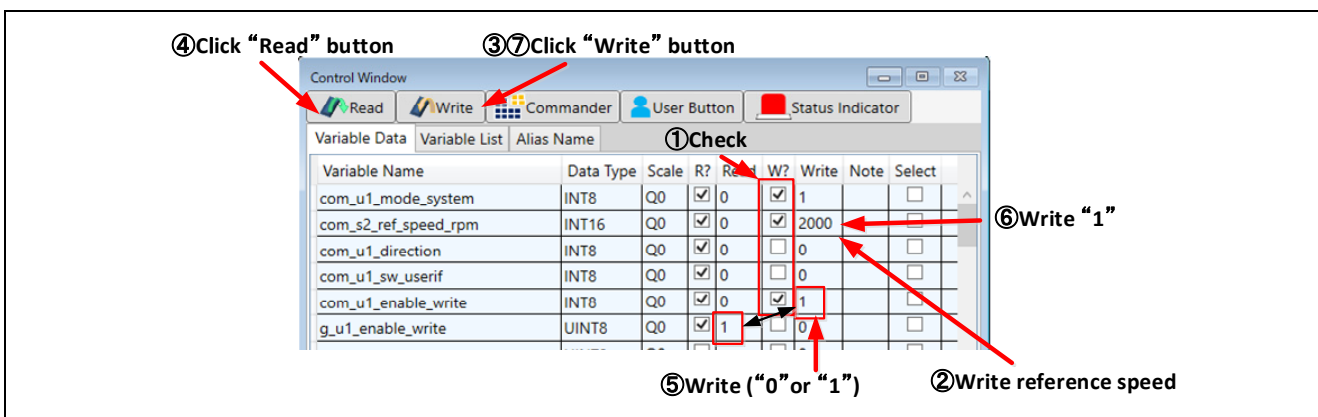 ④Click “Read” button ③⑦Click “Write” button
Control Window
Read Write Commander User Button Status Indicator
Variable Data Variable List Alias Name ①Check
Variable Name Data Type Scale R? Read W? Write Note Select
com_u1_mode_system INT8 Q0 0 1
com_s2_ref_speed_rpm INT16 Q0 0 2000 ⑥Write “1”
com_u1_direction INT8 Q0 0 0
com_u1_sw_userif INT8 Q0 0 0
com_u1_enable_write INT8 Q0 0 1
g_u1_enable_write UINT8 Q0 1 0
⑤Write (“0”or “1”) ②Write reference speed